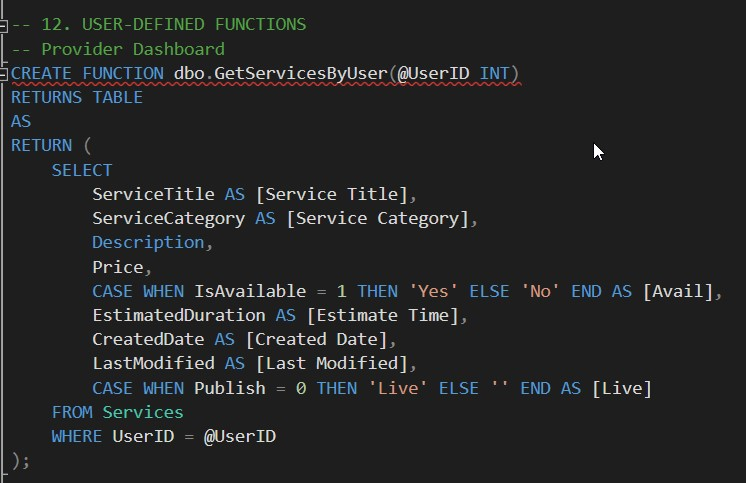 -- 12. USER-DEFINED FUNCTIONS
-- Provider Dashboard
CREATE FUNCTION dbo.GetServicesByUser(@UserID INT)
RETURNS TABLE
AS
RETURN (
    SELECT
        ServiceTitle AS [Service Title],
        ServiceCategory AS [Service Category],
        Description,
        Price,
        CASE WHEN IsAvailable = 1 THEN 'Yes' ELSE 'No' END AS [Avail],
        EstimatedDuration AS [Estimate Time],
        CreatedDate AS [Created Date],
        LastModified AS [Last Modified],
        CASE WHEN Publish = 0 THEN 'Live' ELSE '' END AS [Live]
    FROM Services
    WHERE UserID = @UserID
);